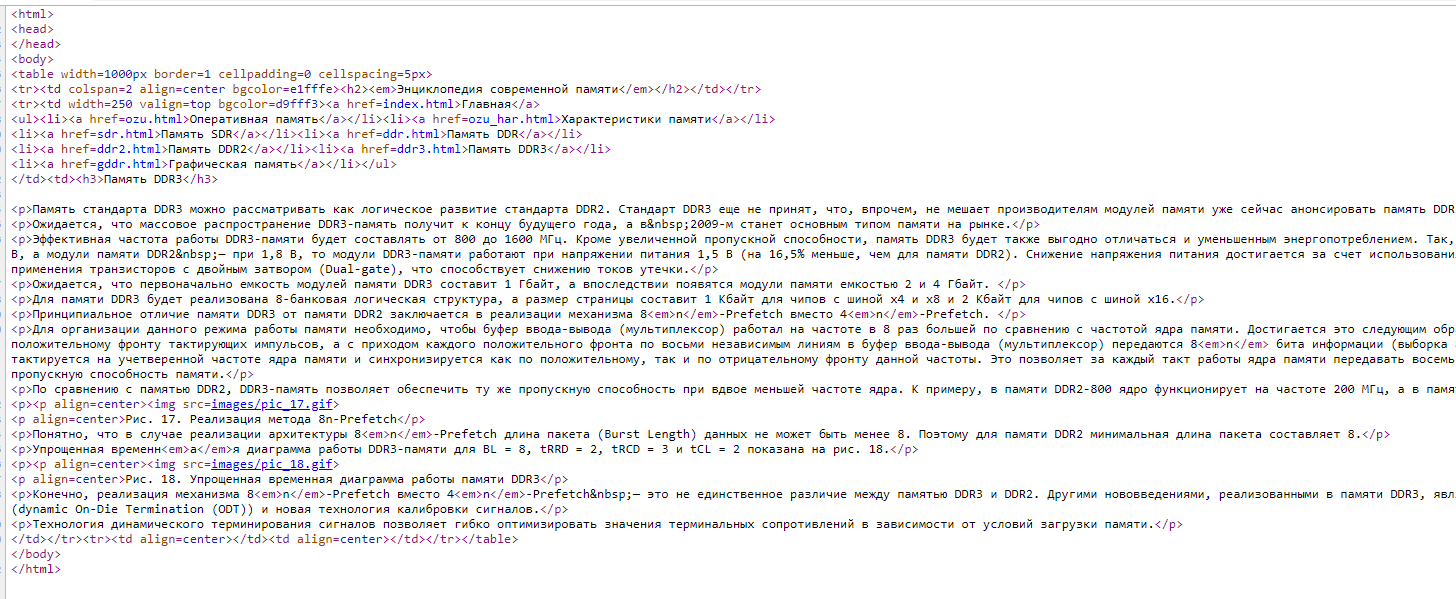 <html>
<head>
</head>
<body>
<table width=1000px border=1 cellpadding=0 cellspacing=5px>
<tr><td colspan=2 align=center bgcolor=e1fffe><h2><em>Энциклопедия современной памяти</em></h2></td></tr>
<tr><td width=250 valign=top bgcolor=d9fff3><a href=index.html>Главная</a>
<ul><li><a href=ozu.html>Оперативная память</a></li><li><a href=ozu_har.html>Характеристики памяти</a></li>
<li><a href=sdr.html>Память SDR</a></li><li><a href=ddr.html>Память DDR</a></li>
<li><a href=ddr2.html>Память DDR2</a></li><li><a href=ddr3.html>Память DDR3</a></li>
<li><a href=gddr.html>Графическая память</a></li></ul>
</td><td><h3>Память DDR3</h3>
<p>Память стандарта DDR3 можно рассматривать как логическое развитие стандарта DDR2. Стандарт DDR3 еще не принят, что, впрочем, не мешает производителям модулей памяти уже сейчас анонсировать память DDR
<p>Ожидается, что массовое распространение DDR3-память получит к концу будущего года, а в&nbsp;2009-м станет основным типом памяти на рынке.</p>
<p>Эффективная частота работы DDR3-памяти будет составлять от 800 до 1600 МГц. Кроме увеличенной пропускной способности, память DDR3 будет также выгодно отличаться и уменьшенным энергопотреблением. Так,
В, а модули памяти DDR2&nbsp;— при 1,8 В, то модули DDR3-памяти работают при напряжении питания 1,5 В (на 16,5% меньше, чем для памяти DDR2). Снижение напряжения питания достигается за счет использовани
применения транзисторов с двойным затвором (Dual-gate), что способствует снижению токов утечки.</p>
<p>Ожидается, что первоначально емкость модулей памяти DDR3 составит 1 Гбайт, а впоследствии появятся модули памяти емкостью 2 и 4 Гбайт. </p>
<p>Для памяти DDR3 будет реализована 8-банковая логическая структура, а размер страницы составит 1 Кбайт для чипов с шиной x4 и x8 и 2 Кбайт для чипов с шиной x16.</p>
<p>Принципиальное отличие памяти DDR3 от памяти DDR2 заключается в реализации механизма 8<em>n</em>-Prefetch вместо 4<em>n</em>-Prefetch. </p>
<p>Для организации данного режима работы памяти необходимо, чтобы буфер ввода-вывода (мультиплексор) работал на частоте в 8 раз большей по сравнению с частотой ядра памяти. Достигается это следующим обр
положительному фронту тактирующих импульсов, а с приходом каждого положительного фронта по восьми независимым линиям в буфер ввода-вывода (мультиплексор) передаются 8<em>n</em> бита информации (выборка
тактируется на учетверенной частоте ядра памяти и синхронизируется как по положительному, так и по отрицательному фронту данной частоты. Это позволяет за каждый такт работы ядра памяти передавать восемь
пропускную способность памяти.</p>
<p>По сравнению с памятью DDR2, DDR3-память позволяет обеспечить ту же пропускную способность при вдвое меньшей частоте ядра. К примеру, в памяти DDR2-800 ядро функционирует на частоте 200 МГц, а в памя
<p><p align=center><img src=images/pic_17.gif>
<p align=center>Рис. 17. Реализация метода 8n-Prefetch</p>
<p>Понятно, что в случае реализации архитектуры 8<em>n</em>-Prefetch длина пакета (Burst Length) данных не может быть менее 8. Поэтому для памяти DDR2 минимальная длина пакета составляет 8.</p>
<p>Упрощенная временн<em>а</em>я диаграмма работы DDR3-памяти для BL = 8, tRRD = 2, tRCD = 3 и tCL = 2 показана на рис. 18.</p>
<p><p align=center><img src=images/pic_18.gif>
<p align=center>Рис. 18. Упрощенная временная диаграмма работы памяти DDR3</p>
<p>Конечно, реализация механизма 8<em>n</em>-Prefetch вместо 4<em>n</em>-Prefetch&nbsp;— это не единственное различие между памятью DDR3 и DDR2. Другими нововведениями, реализованными в памяти DDR3, явл
(dynamic On-Die Termination (ODT)) и новая технология калибровки сигналов.</p>
<p>Технология динамического терминирования сигналов позволяет гибко оптимизировать значения терминальных сопротивлений в зависимости от условий загрузки памяти.</p>
</td></tr><tr><td align=center></td><td align=center></td></tr></table>
</body>
</html>